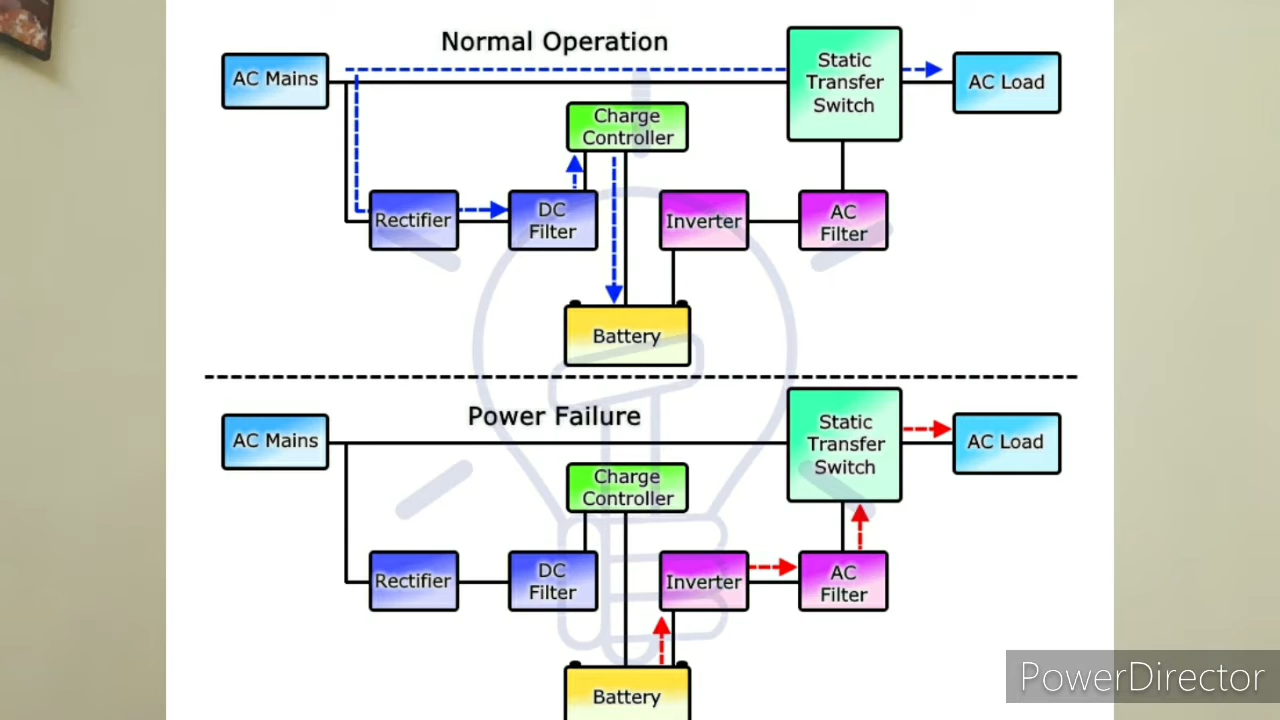 Normal Operation
AC Mains
Static
Transfer
Switch
AC Load
Charge
Controller
Rectifier
DC
Filter
Inverter
AC
Filter
Battery
Power Failure
AC Mains
Static
Transfer
Switch
AC Load
Charge
Controller
Rectifier
DC
Filter
Inverter
AC
Filter
Battery
PowerDirector